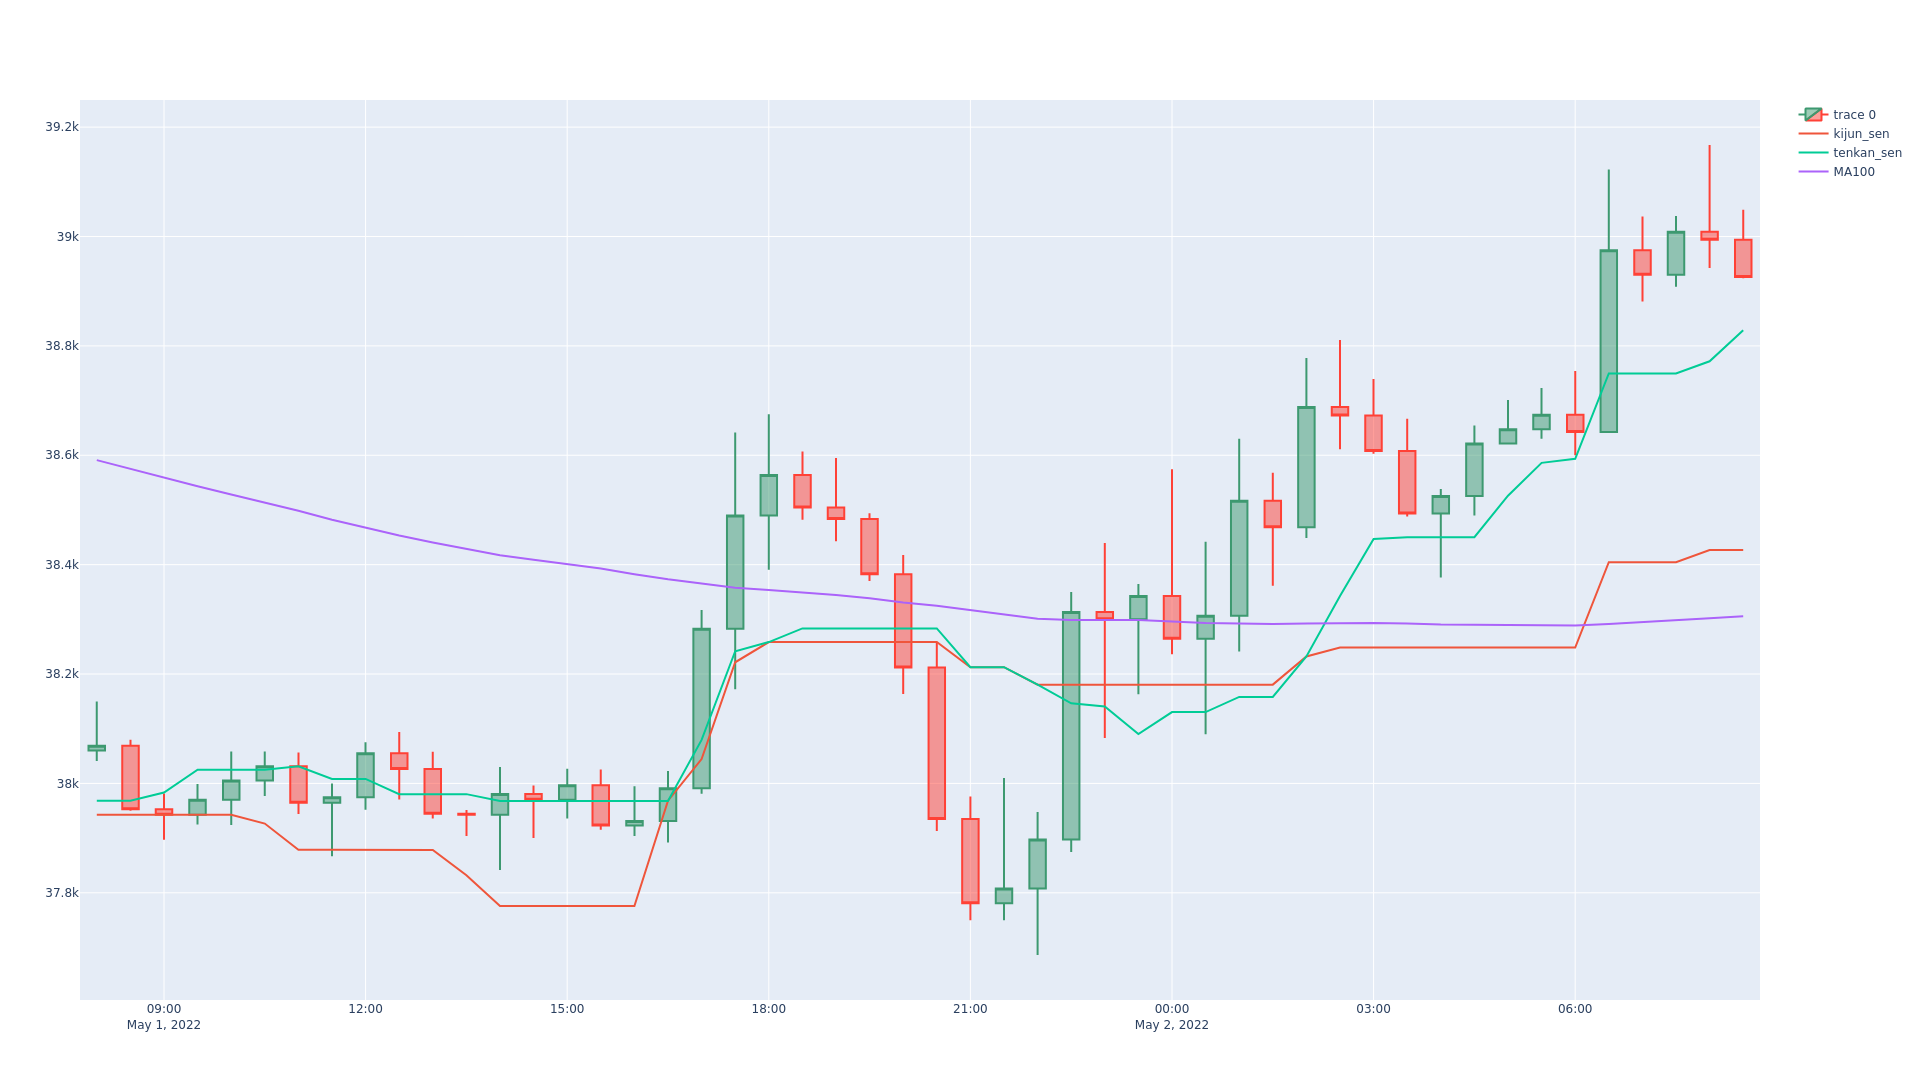 39.2k
39k
38.8k
38.6k
38.4k
38.2k
38k
37.8k
09:00 12:00 15:00 18:00 21:00 00:00 03:00 06:00
May 1, 2022 May 2, 2022
trace 0
kijun_sen
tenkan_sen
MA100